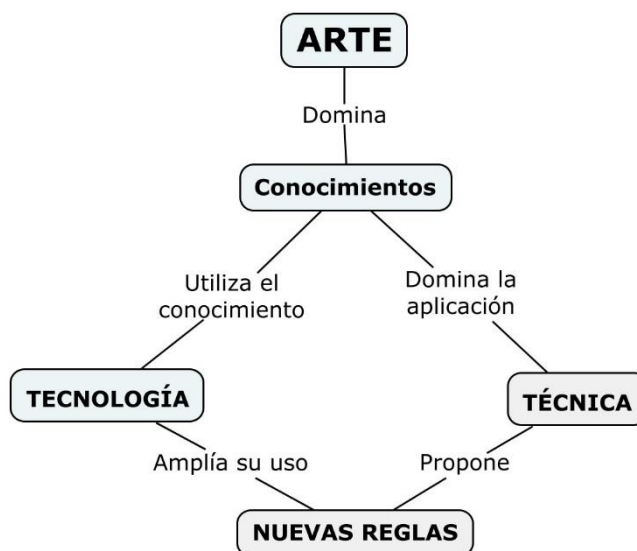 ARTE
Domina
Conocimientos
Utiliza el
conocimiento
Domina la
aplicación
TECNOLOGÍA
TÉCNICA
Amplía su uso
Propone
NUEVAS REGLAS